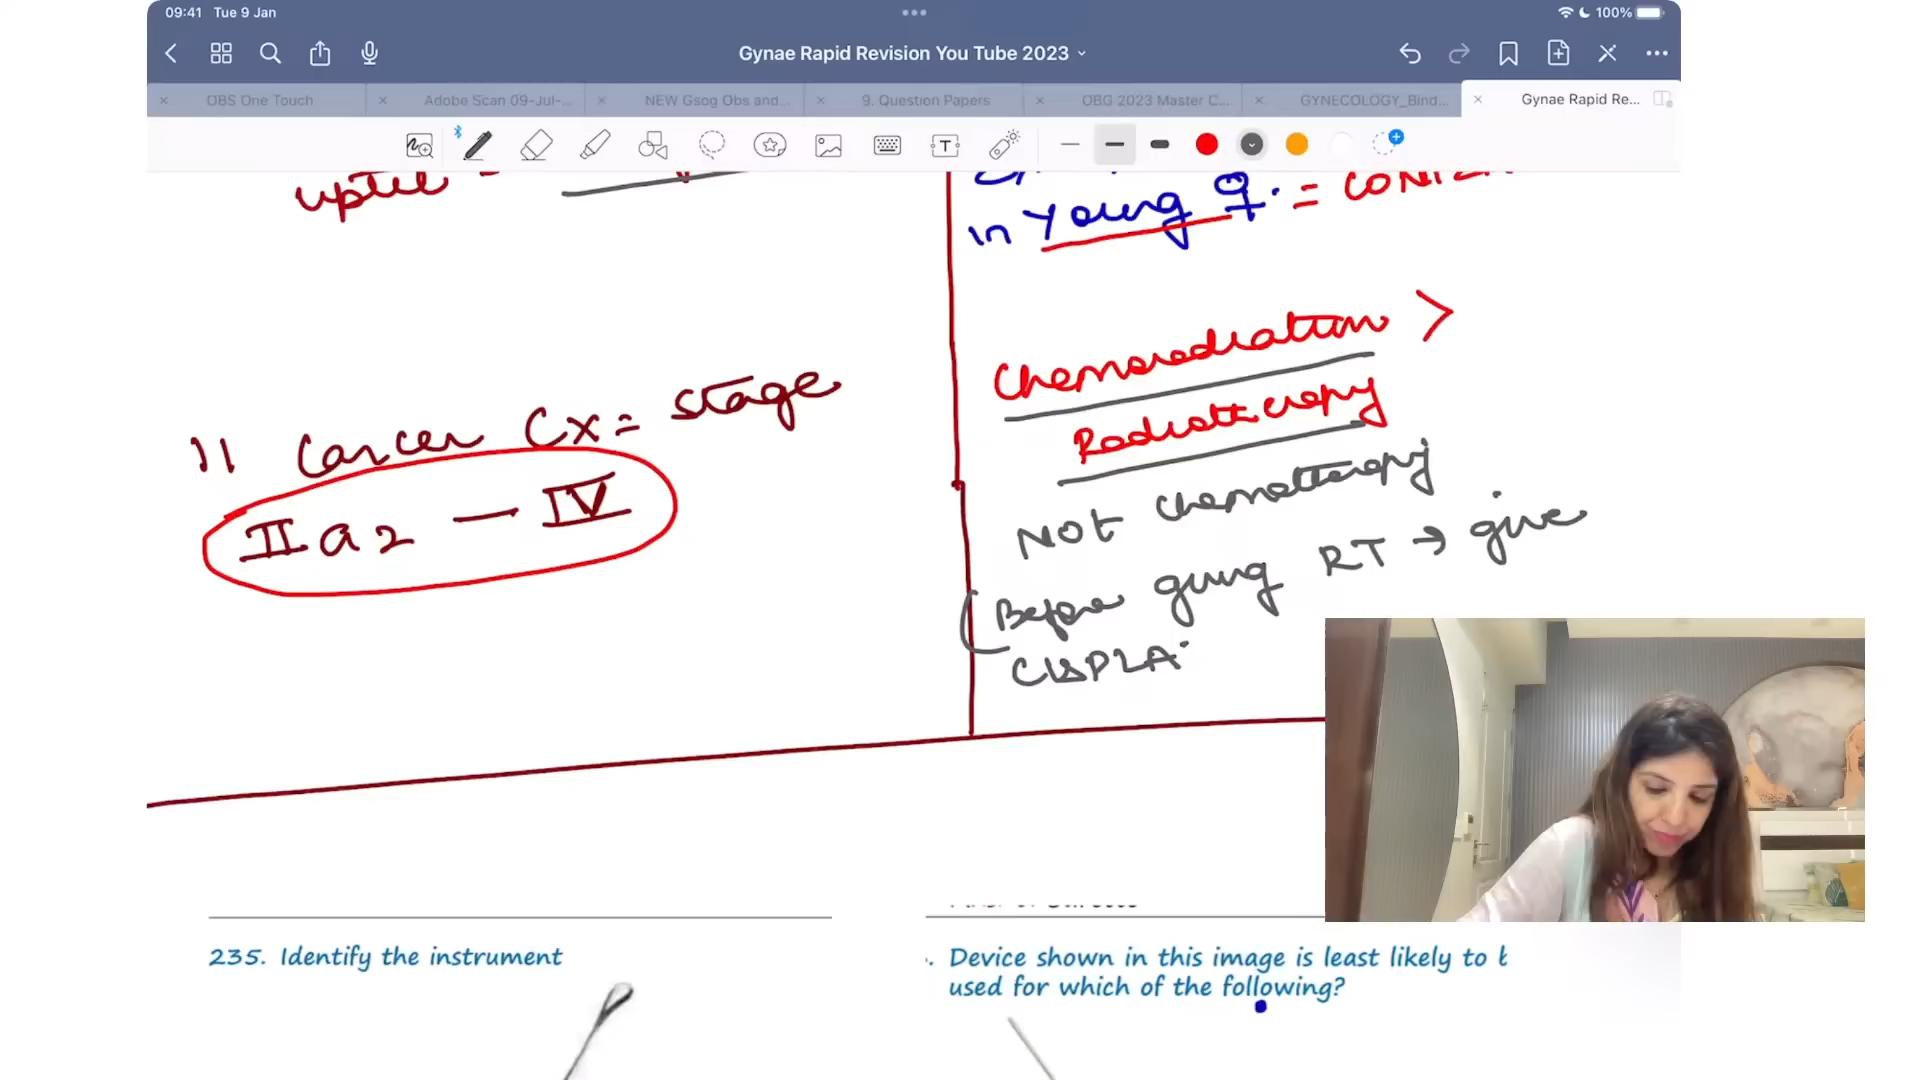 09:41 Tue 9 Jan
100%
Gynae Rapid Revision You Tube 2023
OBS One Touch
Adobe Scan 09-Jul-...
NEW Gsog Obs and...
9. Question Papers
OBG 2023 Master C...
GYNECOLOGY_Bind...
Gynae Rapid Re...
T
uptil -
11 Cancer Cx = stage
IIa2 — IV
in Young ♀. =
Chemoradiation >
Radiotherapy
NOT Chemotherapy
(Before giving RT → give
CISPLA
235. Identify the instrument
. Device shown in this image is least likely to b
used for which of the following?